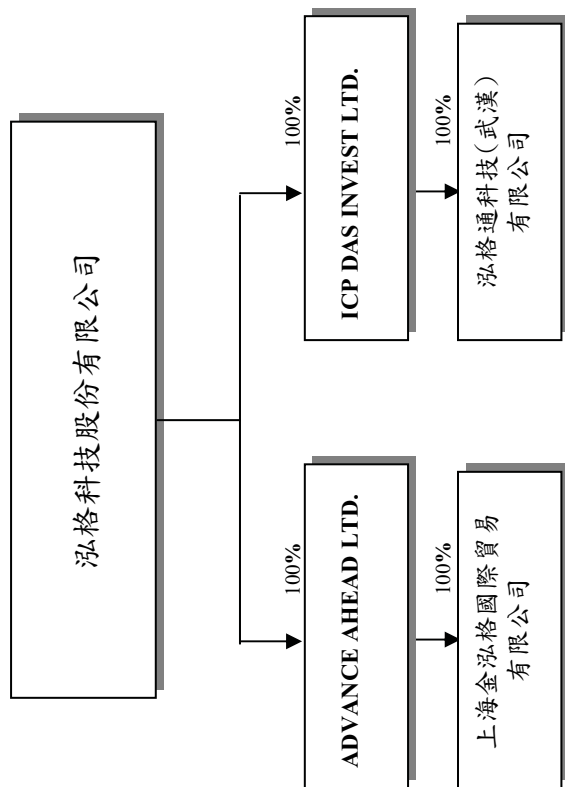 泓格科技股份有限公司
100%
100%
ADVANCE AHEAD LTD.
ICP DAS INVEST LTD.
100%
100%
上海金泓格國際貿易
有限公司
泓格通科技(武漢)
有限公司